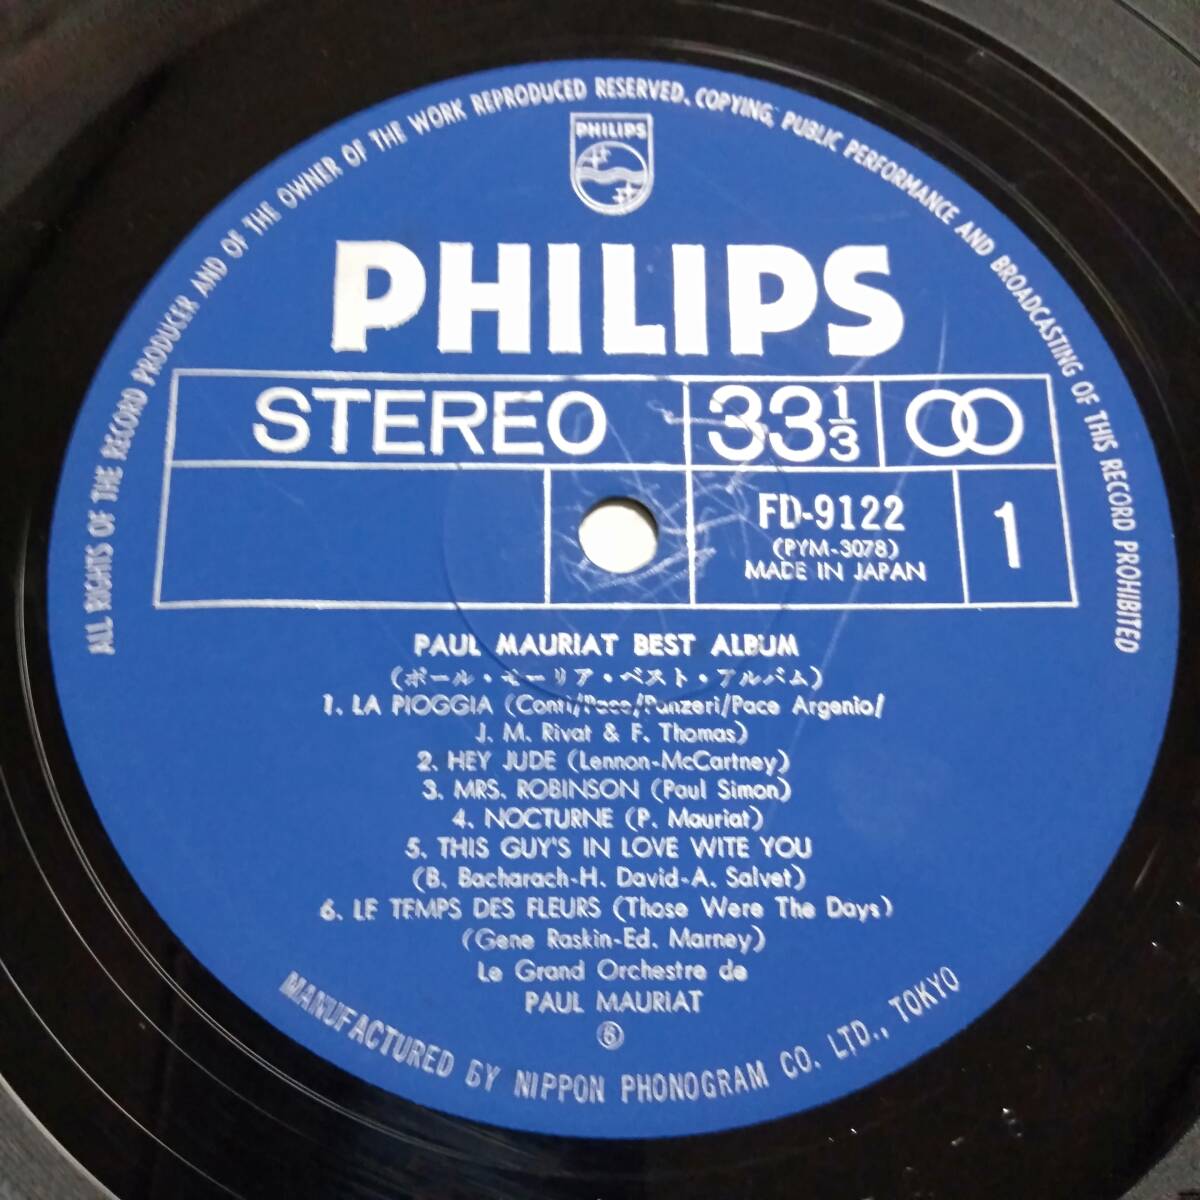 ALL RIGHTS OF THE RECORD PRODUCER AND OF THE OWNER OF THE WORK REPRODUCED RESERVED. COPYING, PUBLIC PERFORMANCE AND BROADCASTING OF THIS RECORD PROHIBITED
PHILIPS
PHILIPS
STEREO 33 1/3
FD-9122
(PYM-3078)
MADE IN JAPAN
1
PAUL MAURIAT BEST ALBUM
(ポール・モーリア・ベスト・アルバム)
1. LA PIOGGIA (Conti/Pace/Panzeri/Pace Argenio/
J. M. Rivat & F. Thomas)
2. HEY JUDE (Lennon-McCartney)
3. MRS. ROBINSON (Paul Simon)
4. NOCTURNE (P. Mauriat)
5. THIS GUY'S IN LOVE WITE YOU
(B. Bacharach-H. David-A. Salvet)
6. LE TEMPS DES FLEURS (Those Were The Days)
(Gene Raskin-Ed. Marney)
Le Grand Orchestre de
PAUL MAURIAT
⑥
MANUFACTURED BY NIPPON PHONOGRAM CO. LTD., TOKYO